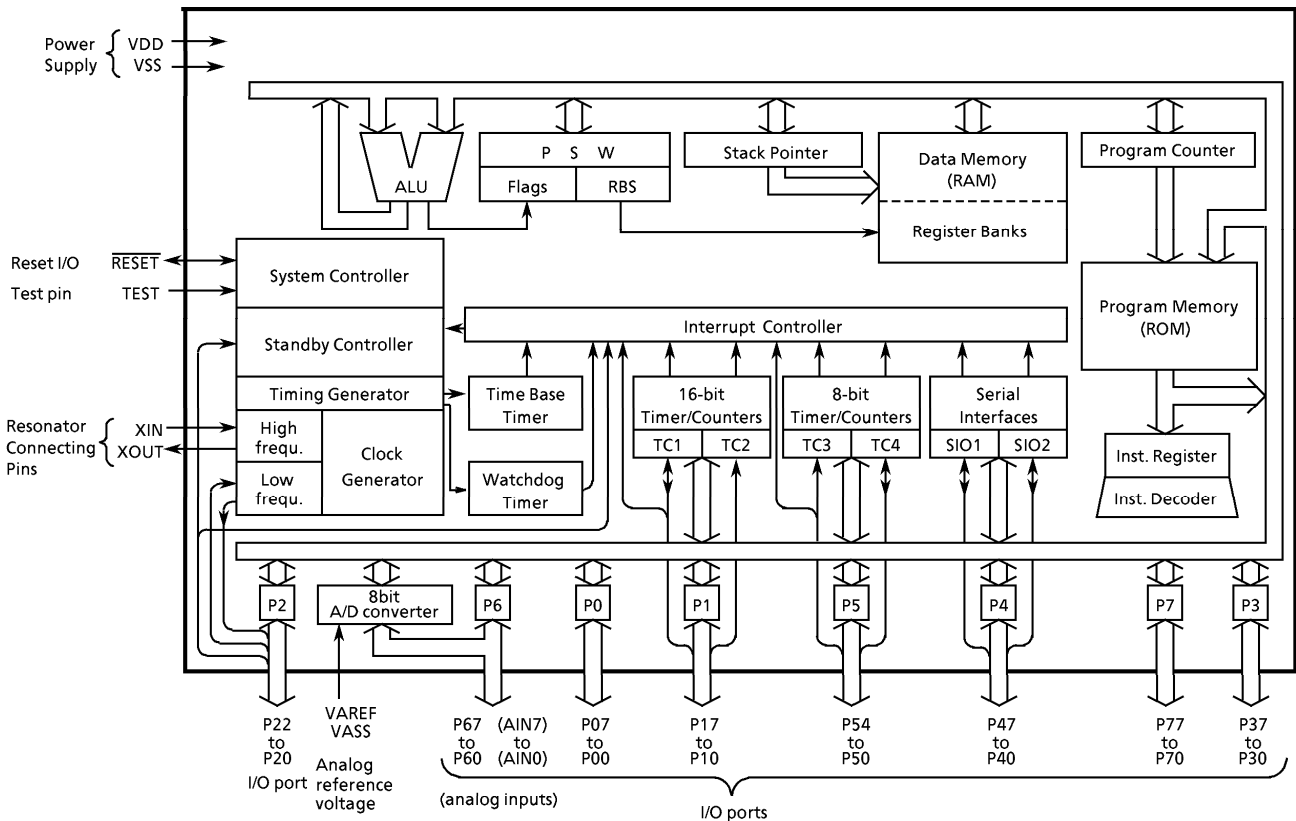 Power
Supply
VDD
VSS
P S W
Flags
RBS
ALU
Stack Pointer
Data Memory
(RAM)
Register Banks
Program Counter
Reset I/O
RESET
Test pin
TEST
System Controller
Standby Controller
Timing Generator
High
frequ.
Low
frequ.
Clock
Generator
Resonator
Connecting
Pins
XIN
XOUT
Interrupt Controller
Program Memory
(ROM)
Time Base
Timer
Watchdog
Timer
16-bit
Timer/Counters
TC1
TC2
8-bit
Timer/Counters
TC3
TC4
Serial
Interfaces
SIO1
SIO2
Inst. Register
Inst. Decoder
P2
8bit
A/D converter
P6
P0
P1
P5
P4
P7
P3
P22
to
P20
I/O port
VAREF
VASS
Analog
reference
voltage
P67
to
P60
(AIN7)
to
(AIN0)
(analog inputs)
P07
to
P00
P17
to
P10
P54
to
P50
P47
to
P40
P77
to
P70
P37
to
P30
I/O ports